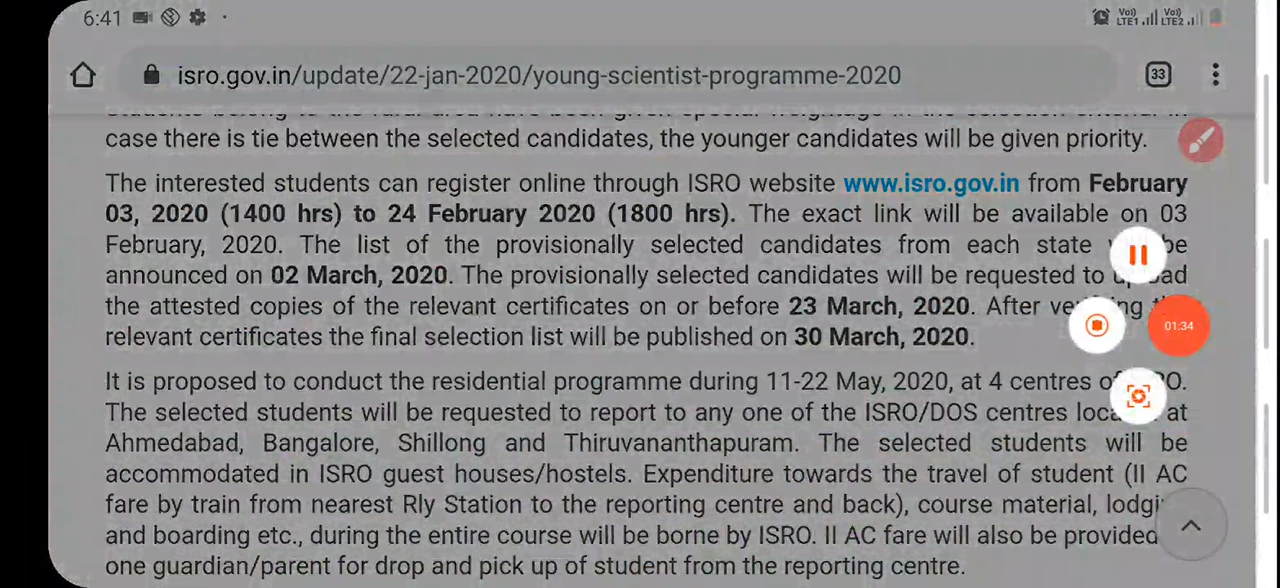 6:41
Vo)) LTE1 Vo)) LTE2
isro.gov.in/update/22-jan-2020/young-scientist-programme-2020
33
case there is tie between the selected candidates, the younger candidates will be given priority.
The interested students can register online through ISRO website www.isro.gov.in from February
03, 2020 (1400 hrs) to 24 February 2020 (1800 hrs). The exact link will be available on 03
February, 2020. The list of the provisionally selected candidates from each state be
announced on 02 March, 2020. The provisionally selected candidates will be requested to
the attested copies of the relevant certificates on or before 23 March, 2020. After
relevant certificates the final selection list will be published on 30 March, 2020.
01:34
It is proposed to conduct the residential programme during 11-22 May, 2020, at 4 centres
The selected students will be requested to report to any one of the ISRO/DOS centres at
Ahmedabad, Bangalore, Shillong and Thiruvananthapuram. The selected students will be
accommodated in ISRO guest houses/hostels. Expenditure towards the travel of student (II AC
fare by train from nearest Rly Station to the reporting centre and back), course material,
and boarding etc., during the entire course will be borne by ISRO. II AC fare will also be provided
one guardian/parent for drop and pick up of student from the reporting centre.